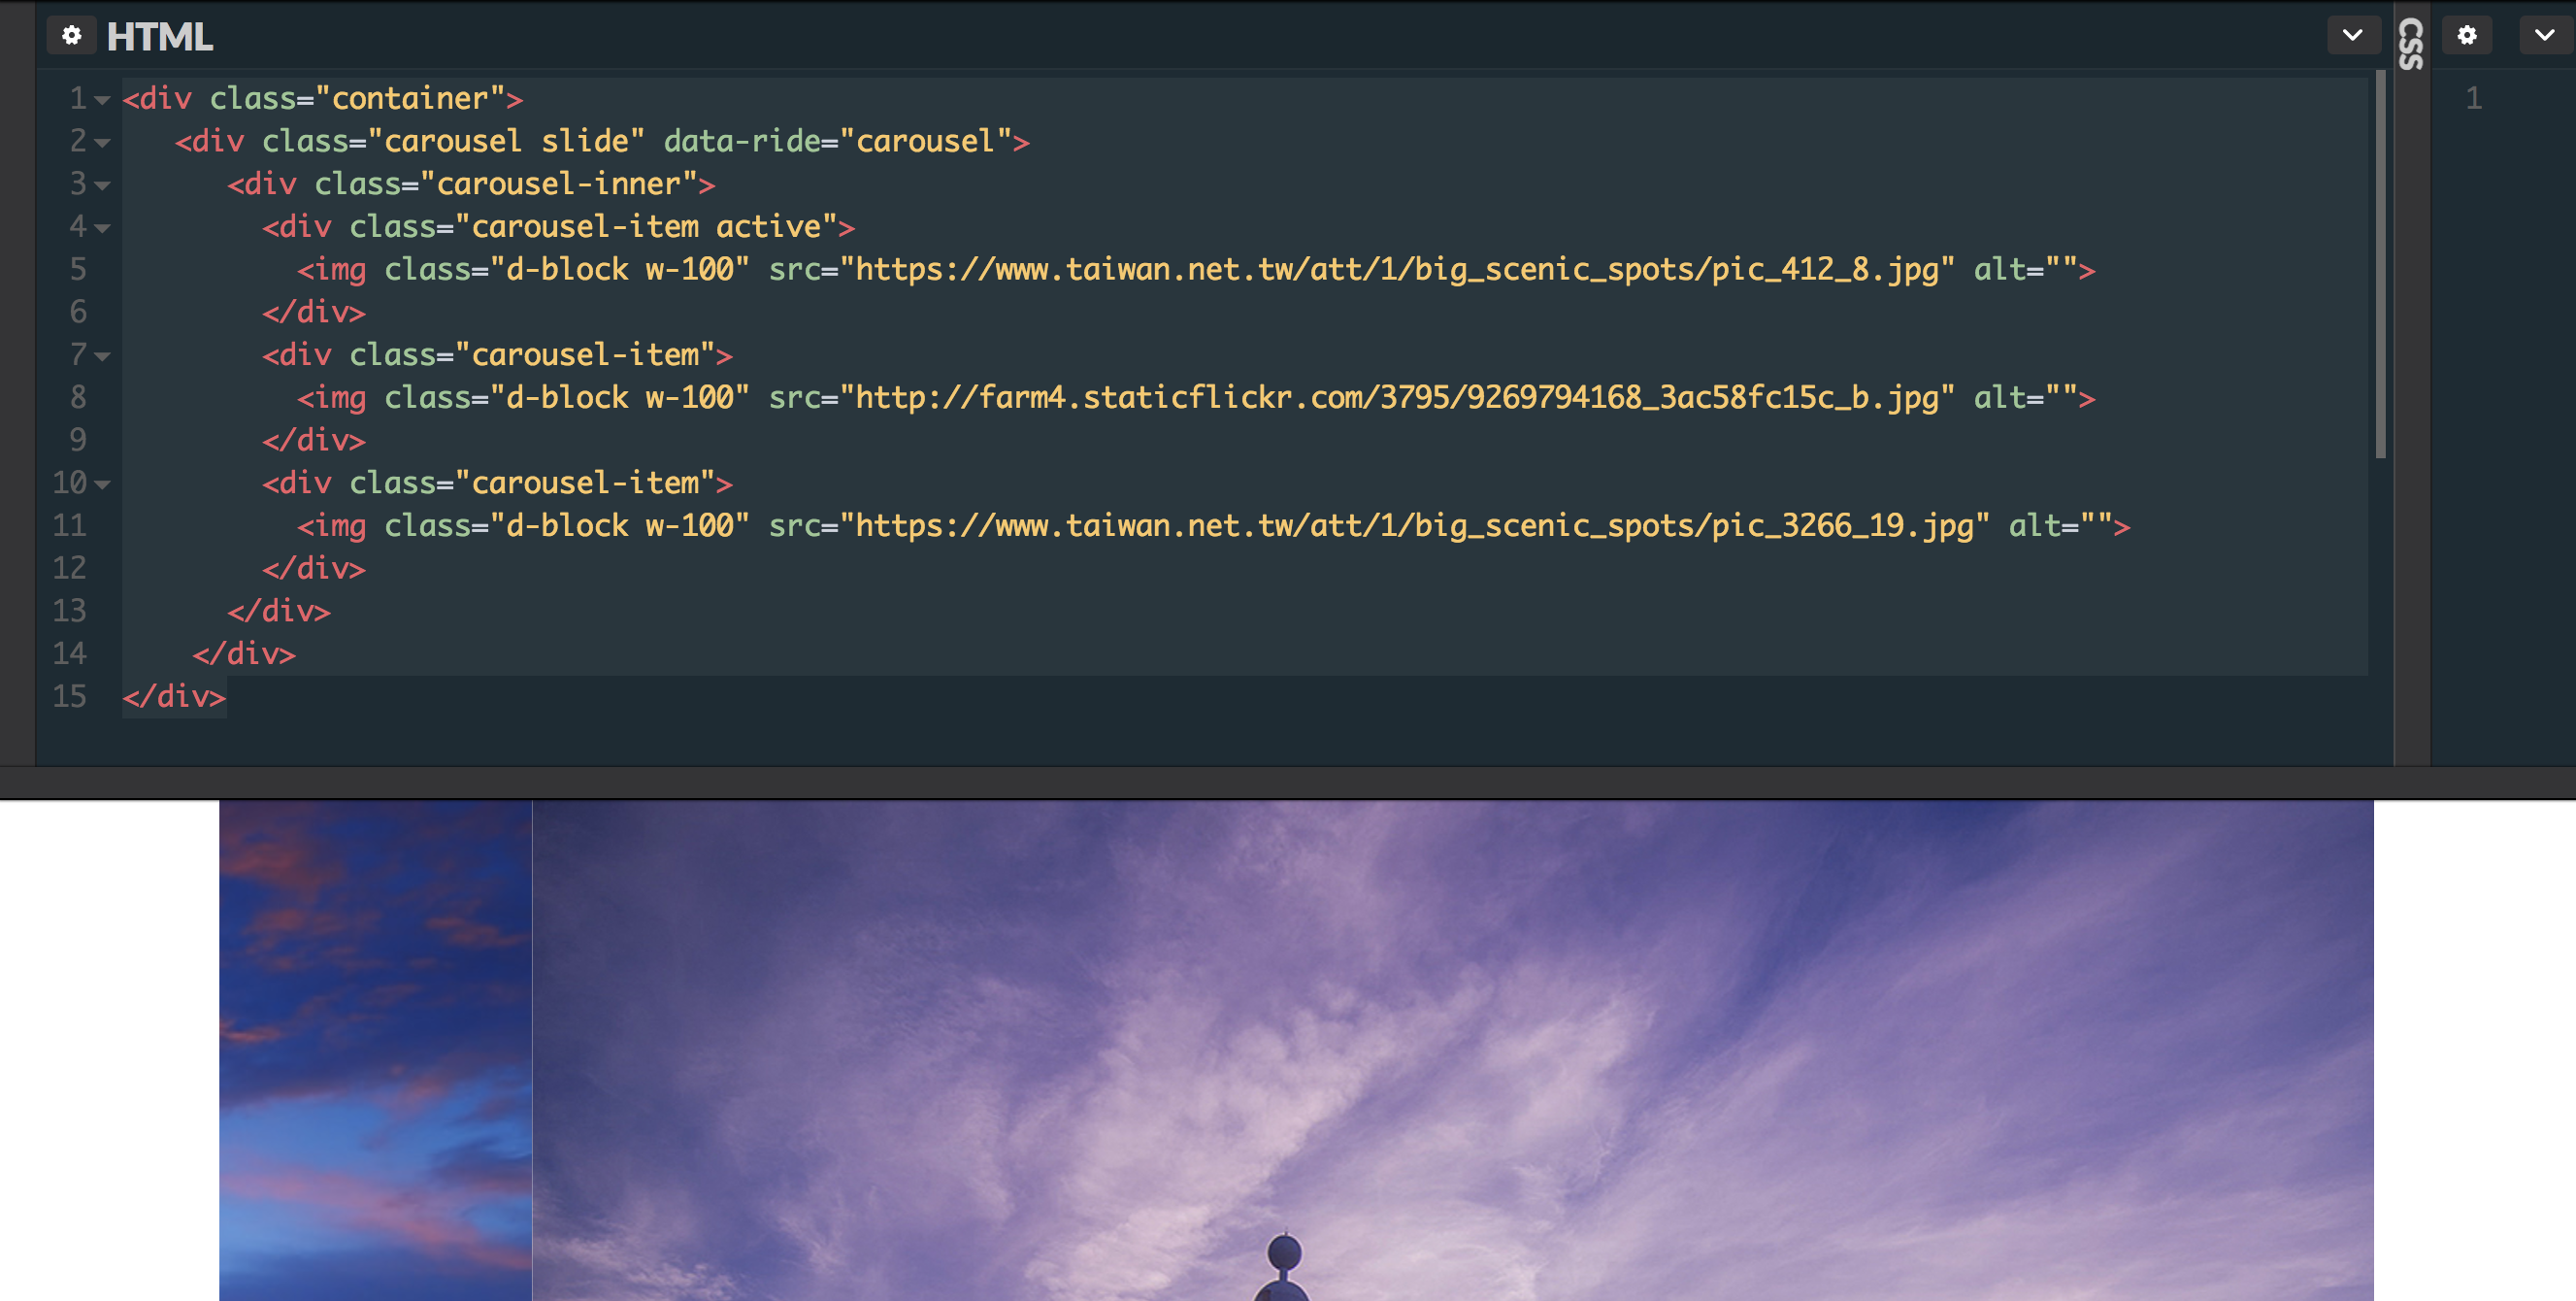 HTML
CSS
1 <div class="container">
2 <div class="carousel slide" data-ride="carousel">
3 <div class="carousel-inner">
4 <div class="carousel-item active">
5 <img class="d-block w-100" src="https://www.taiwan.net.tw/att/1/big_scenic_spots/pic_412_8.jpg" alt="">
6 </div>
7 <div class="carousel-item">
8 <img class="d-block w-100" src="http://farm4.staticflickr.com/3795/9269794168_3ac58fc15c_b.jpg" alt="">
9 </div>
10 <div class="carousel-item">
11 <img class="d-block w-100" src="https://www.taiwan.net.tw/att/1/big_scenic_spots/pic_3266_19.jpg" alt="">
12 </div>
13 </div>
14 </div>
15 </div>
1